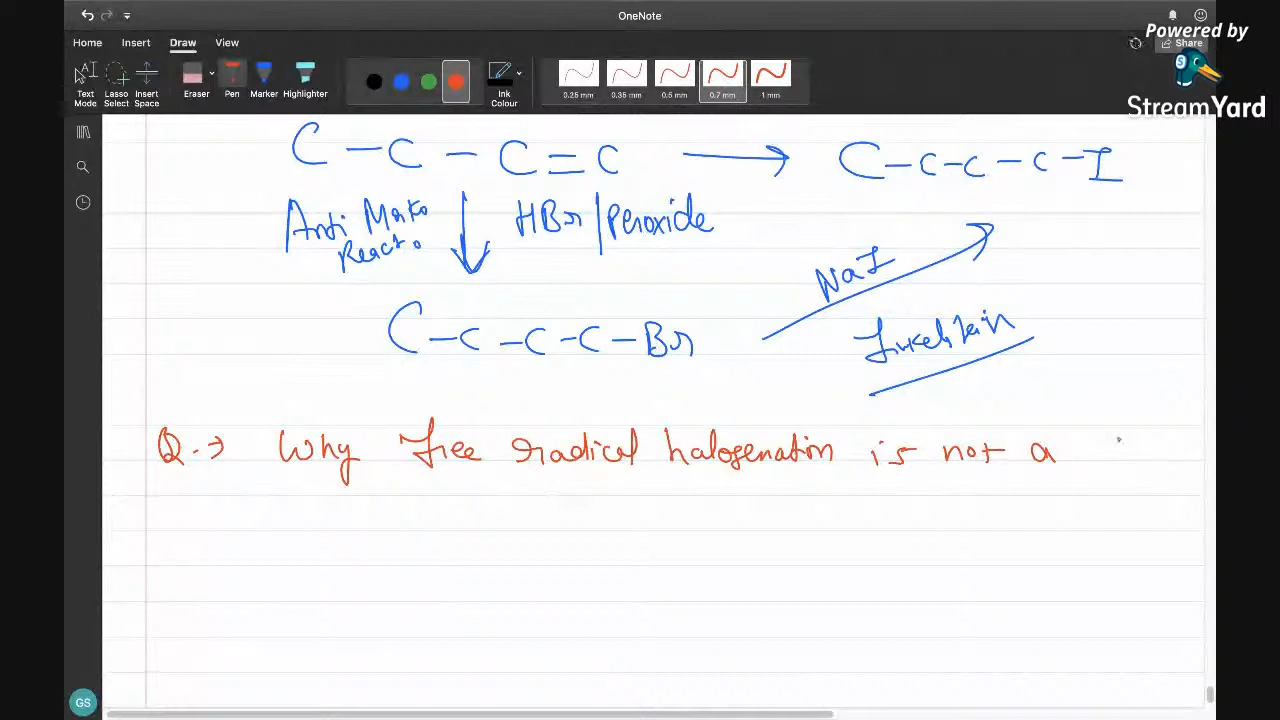 OneNote
Powered by
Home Insert Draw View
Share
StreamYard
Text Mode
Lasso Select
Insert Space
Eraser
Pen
Marker
Highlighter
Ink Colour
0.25 mm
0.35 mm
0.5 mm
0.7 mm
1 mm
C - C - C = C → C - C - C - C - I
Anti Marko HBr / Peroxide
Reacto
NaI
C - C - C - C - Br
Q. → Why free radical halogenation is not a
GS